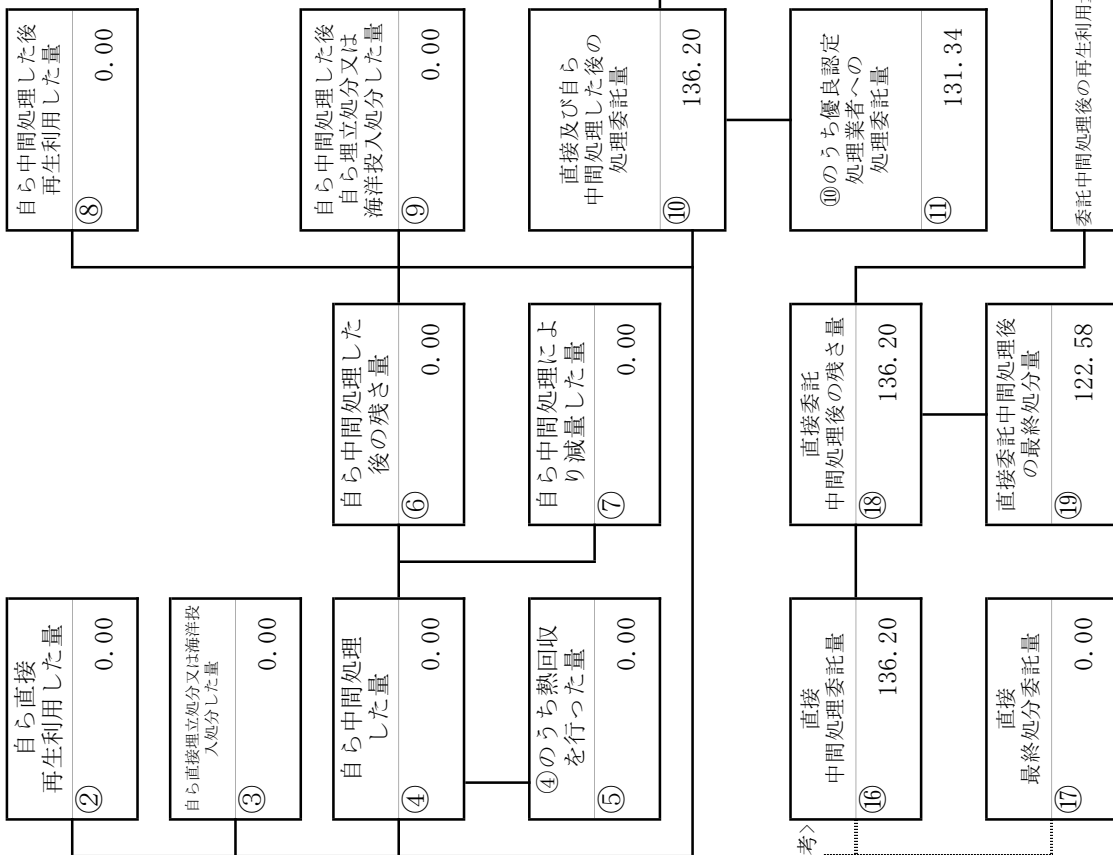 自ら直接
再生利用した量
②
0.00
自ら直接埋立処分又は海洋投
入処分した量
③
0.00
自ら中間処理
した量
④
0.00
④のうち熱回収
を行った量
⑤
0.00
自ら中間処理した
後の残さ量
⑥
0.00
自ら中間処理によ
り減量した量
⑦
0.00
自ら中間処理した後
再生利用した量
⑧
0.00
自ら中間処理した後
自ら埋立処分又は
海洋投入処分した量
⑨
0.00
直接及び自ら
中間処理した後の
処理委託量
⑩
136.20
⑩のうち優良認定
処理業者への
処理委託量
⑪
131.34
考>
直接
中間処理委託量
⑯
136.20
直接
最終処分委託量
⑰
0.00
直接委託
中間処理後の残さ量
⑱
136.20
直接委託中間処理後
の最終処分量
⑲
122.58
委託中間処理後の再生利用